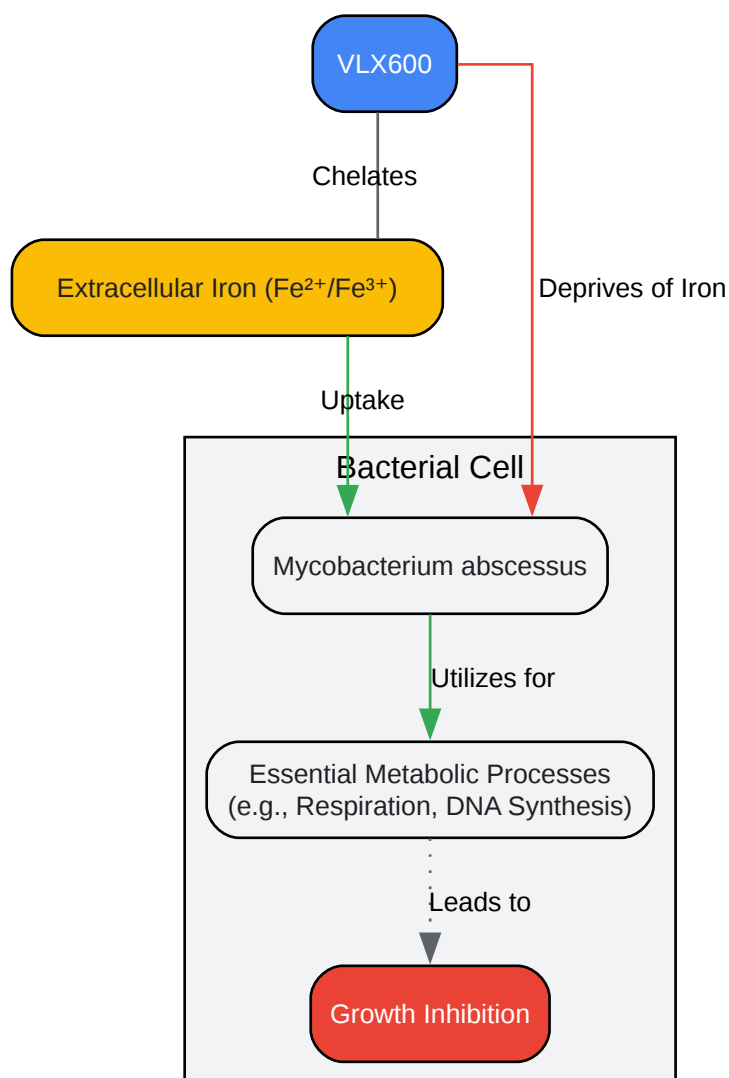 VLX600
Chelates
Extracellular Iron (Fe²⁺/Fe³⁺)
Deprives of Iron
Uptake
Bacterial Cell
Mycobacterium abscessus
Utilizes for
Essential Metabolic Processes
(e.g., Respiration, DNA Synthesis)
Leads to
Growth Inhibition